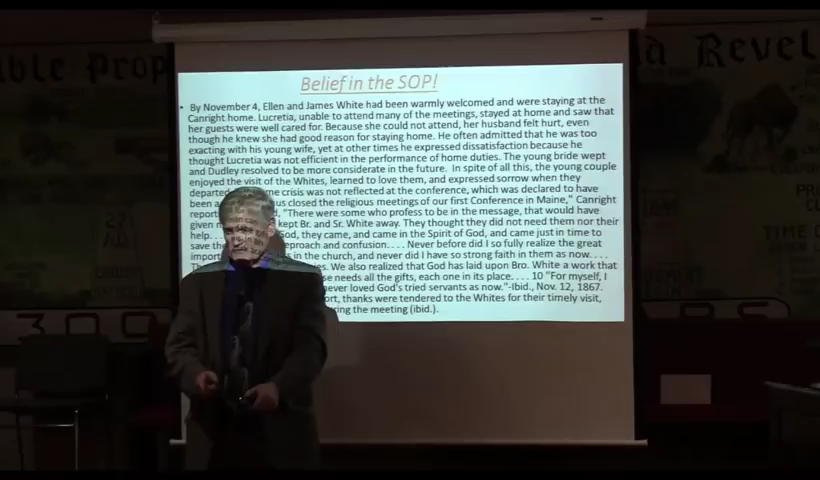 Belief in the SOP!
• By November 4, Ellen and James White had been warmly welcomed and were staying at the
Canright home. Lucretia, unable to attend many of the meetings, stayed at home and saw that
her guests were well cared for. Because she could not attend, her husband felt hurt, even
though he knew she had good reason for staying home. He often admitted that he was too
exacting with his young wife, yet at other times he expressed dissatisfaction because he
thought Lucretia was not efficient in the performance of home duties. The young bride wept
and Dudley resolved to be more considerate in the future. In spite of all this, the young couple
enjoyed the visit of the Whites, learned to love them, and expressed sorrow when they
me crisis was not reflected at the conference, which was declared to have
been a us closed the religious meetings of our first Conference in Maine," Canright
report "There were some who profess to be in the message, that would have
given kept Br. and Sr. White away. They thought they did not need them nor their
help. God, they came, and came in the Spirit of God, and came just in time to
save the eproach and confusion. . . . Never before did I so fully realize the great
import s in the church, and never did I have so strong faith in them as now. . . .
es. We also realized that God has laid upon Bro. White a work that
se needs all the gifts, each one in its place. . . . 10 "For myself, I
never loved God's tried servants as now."-Ibid., Nov. 12, 1867.
ort, thanks were tendered to the Whites for their timely visit,
ring the meeting (ibid.).
ble Prop
d Revel
27
A.D.
TIME O
309